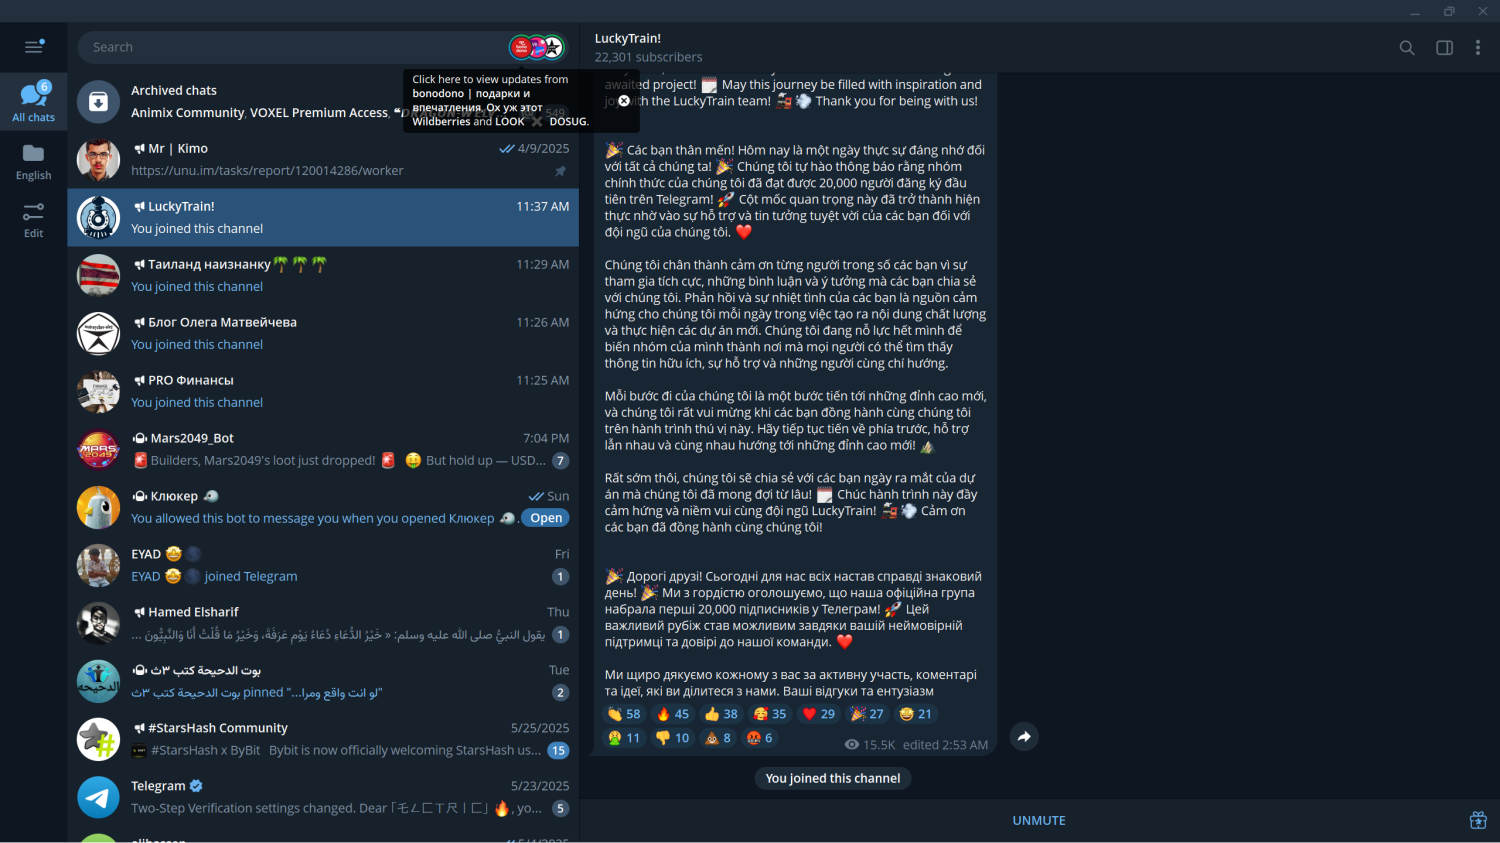 Search
LuckyTrain!
22,301 subscribers
Click here to view updates from
bonodono | подарки и
впечатления, Ох уж этот
Wildberries and LOOK ✖ DOSUG.
6
All chats
English
Edit
Archived chats
Animix Community, VOXEL Premium Access,
549
Mr | Kimo
4/9/2025
https://unu.im/tasks/report/120014286/worker
LuckyTrain!
11:37 AM
You joined this channel
Таиланд наизнанку🌴🌴🌴
11:29 AM
You joined this channel
Блог Олега Матвейчева
11:26 AM
You joined this channel
PRO Финансы
11:25 AM
You joined this channel
MARS
2049
Mars2049_Bot
7:04 PM
🚨 Builders, Mars2049's loot just dropped! 🚨 🤑 But hold up — USD...
7
Клюкер
Sun
You allowed this bot to message you when you opened Клюкер
Open
EYAD 🤩🌑
Fri
EYAD 🤩🌑 joined Telegram
1
Hamed Elsharif
Thu
يقول النبيُّ صلى الله عليه وسلم: « خَيْرُ الدُّعَاءِ دُعَاءُ يَوْمِ عَرَفَةَ، وَخَيْرُ مَا قُلْتُ أَنَا وَالنَّبِيُّونَ ...
1
الدحيحة
بوت الدحيحة كتب ٣ث
Tue
بوت الدحيحة كتب ٣ث pinned "لو انت واقع ومرا..."
2
#StarsHash Community
5/25/2025
#StarsHash x ByBit Bybit is now officially welcoming StarsHash us...
15
Telegram
5/23/2025
Two-Step Verification settings changed. Dear 🔥, yo...
5
awaited project! 🗓 May this journey be filled with inspiration and
with the LuckyTrain team! 🚂💨 Thank you for being with us!
🎉 Các bạn thân mến! Hôm nay là một ngày thực sự đáng nhớ đối
với tất cả chúng ta! 🎉 Chúng tôi tự hào thông báo rằng nhóm
chính thức của chúng tôi đã đạt được 20,000 người đăng ký đầu
tiên trên Telegram! 🚀 Cột mốc quan trọng này đã trở thành hiện
thực nhờ vào sự hỗ trợ và tin tưởng tuyệt vời của các bạn đối với
đội ngũ của chúng tôi. ❤️
Chúng tôi chân thành cảm ơn từng người trong số các bạn vì sự
tham gia tích cực, những bình luận và ý tưởng mà các bạn chia sẻ
với chúng tôi. Phản hồi và sự nhiệt tình của các bạn là nguồn cảm
hứng cho chúng tôi mỗi ngày trong việc tạo ra nội dung chất lượng
và thực hiện các dự án mới. Chúng tôi đang nỗ lực hết mình để
biến nhóm của mình thành nơi mà mọi người có thể tìm thấy
thông tin hữu ích, sự hỗ trợ và những người cùng chí hướng.
Mỗi bước đi của chúng tôi là một bước tiến tới những đỉnh cao mới,
và chúng tôi rất vui mừng khi các bạn đồng hành cùng chúng tôi
trên hành trình thú vị này. Hãy tiếp tục tiến về phía trước, hỗ trợ
lẫn nhau và cùng nhau hướng tới những đỉnh cao mới! ⛰
Rất sớm thôi, chúng tôi sẽ chia sẻ với các bạn ngày ra mắt của dự
án mà chúng tôi đã mong đợi từ lâu! 🗓 Chúc hành trình này đầy
cảm hứng và niềm vui cùng đội ngũ LuckyTrain! 🚂💨 Cảm ơn
các bạn đã đồng hành cùng chúng tôi!
🎉 Дорогі друзі! Сьогодні для нас всіх настав справді знаковий
день! 🎉 Ми з гордістю оголошуємо, що наша офіційна група
набрала перші 20,000 підписників у Телеграм! 🚀 Цей
важливий рубіж став можливим завдяки вашій неймовірній
підтримці та довірі до нашої команди. ❤️
Ми щиро дякуємо кожному з вас за активну участь, коментарі
та ідеї, які ви ділитеся з нами. Ваші відгуки та ентузіазм
👏 58 🔥 45 👍 38 🥰 35 ❤️ 29 🎉 27 🤩 21
🤮 11 👎 10 💩 8 🤬 6
15.5K edited 2:53 AM
You joined this channel
UNMUTE